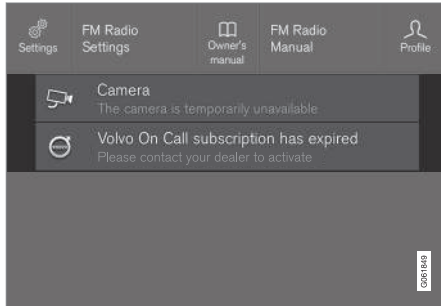 Settings
FM Radio
Settings
Owner's
manual
FM Radio
Manual
Profile
Camera
The camera is temporarily unavailable
Volvo On Call subscription has expired
Please contact your dealer to activate
G061849